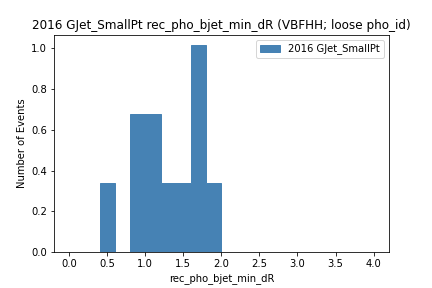 2016 GJet_SmallPt rec_pho_bjet_min_dR (VBFHH; loose pho_id)
2016 GJet_SmallPt
Number of Events
1.0
0.8
0.6
0.4
0.2
0.0
0.0 0.5 1.0 1.5 2.0 2.5 3.0 3.5 4.0
rec_pho_bjet_min_dR